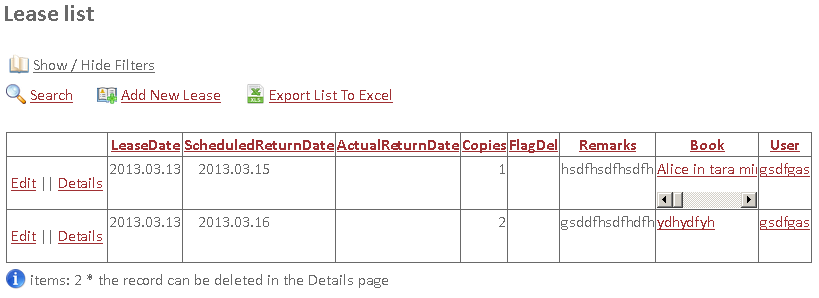 Lease list
Show / Hide Filters
Search Add New Lease Export List To Excel
LeaseDate ScheduledReturnDate ActualReturnDate Copies FlagDel Remarks Book User
Edit || Details 2013.03.13 2013.03.15 1 hsdfhsdfhsdfh Alice in tara gsdfgas
Edit || Details 2013.03.13 2013.03.16 2 gsddfhsdfhdfh ydhydfyh gsdfgas
items: 2 * the record can be deleted in the Details page